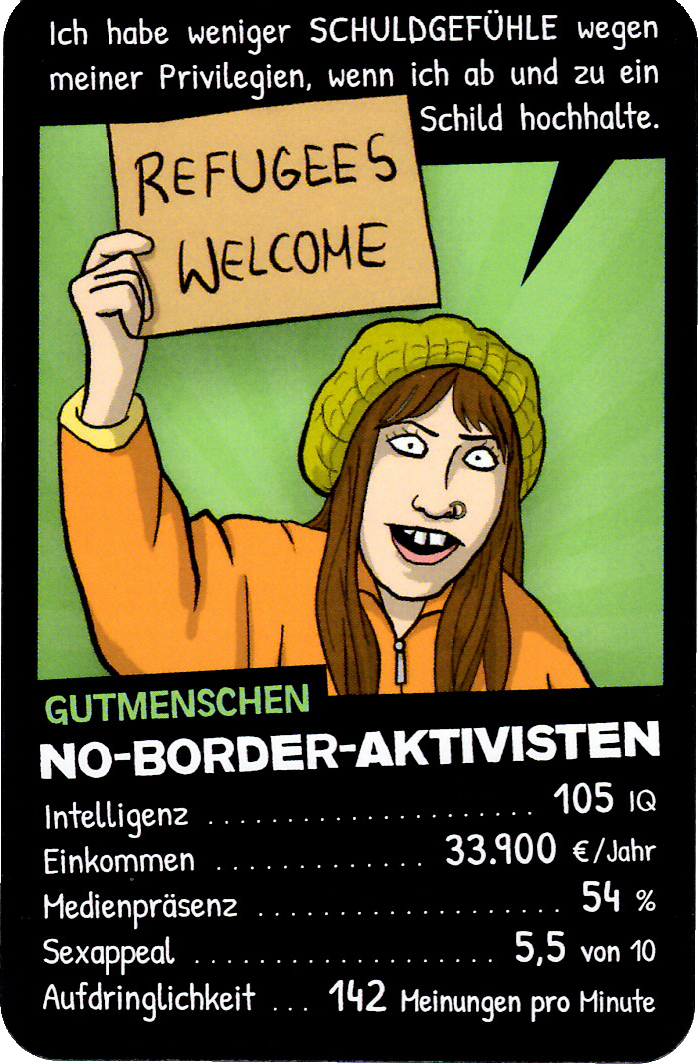 Ich habe weniger SCHULDGEFÜHLE wegen
meiner Privilegien, wenn ich ab und zu ein
Schild hochhalte.
REFUGEES
WELCOME
GUTMENSCHEN
NO-BORDER-AKTIVISTEN
Intelligenz ..................... 105 IQ
Einkommen ............. 33.900 €/Jahr
Medienpräsenz ................... 54 %
Sexappeal ................... 5,5 von 10
Aufdringlichkeit ... 142 Meinungen pro Minute